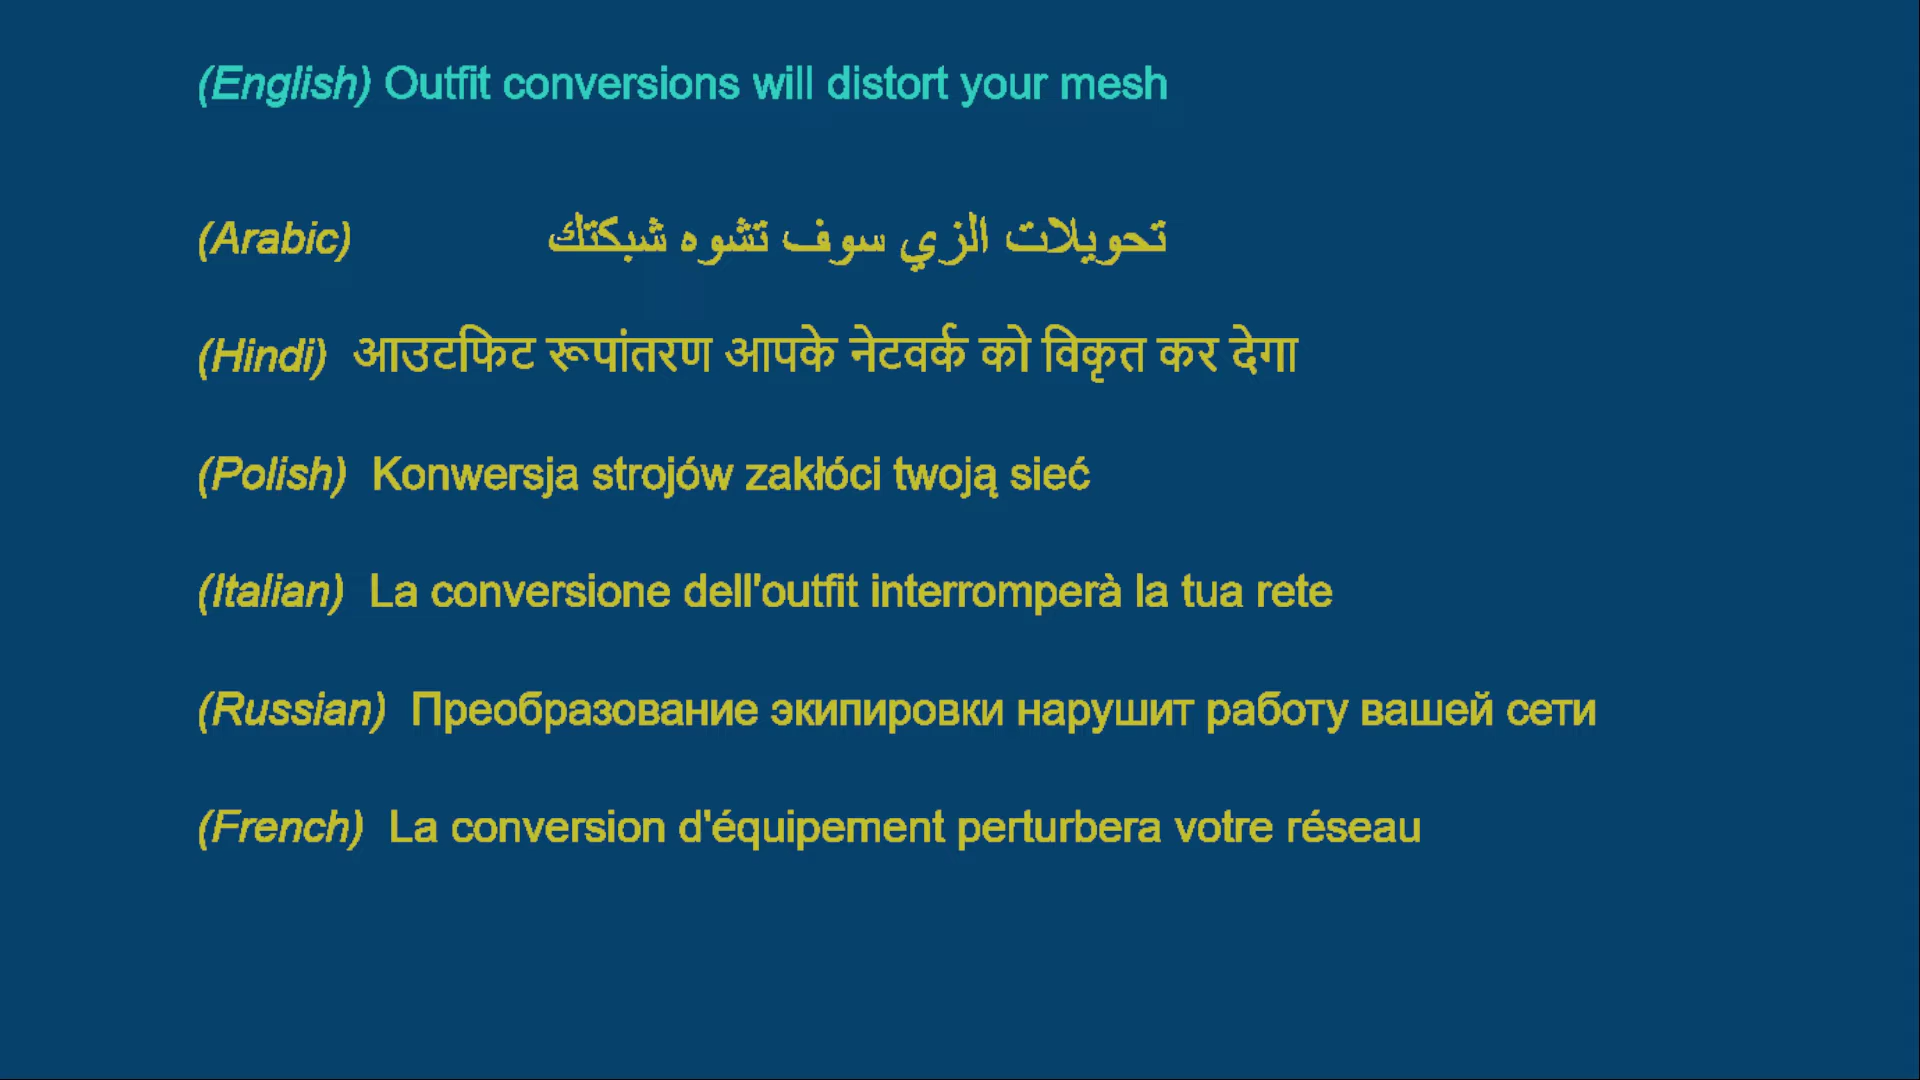 (English) Outfit conversions will distort your mesh
(Arabic) تحويلات الزي سوف تشوه شبكتك
(Hindi) आउटफिट रूपांतरण आपके नेटवर्क को विकृत कर देगा
(Polish) Konwersja strojów zakłóci twoją sieć
(Italian) La conversione dell'outfit interromperà la tua rete
(Russian) Преобразование экипировки нарушит работу вашей сети
(French) La conversion d'équipement perturbera votre réseau